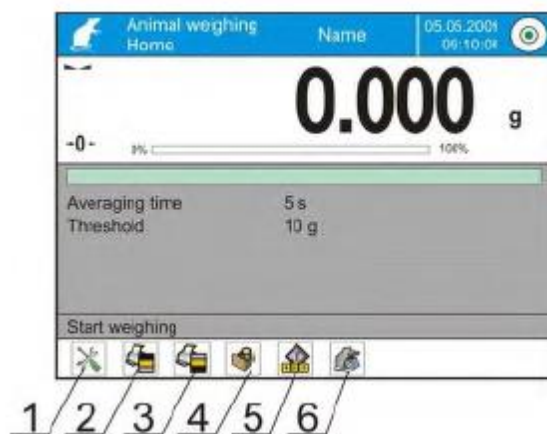 Animal weighing Name 05.05.2001
Home 06:10:01
0.000 g
-0- 0% 100%
Averaging time 5 s
Threshold 10 g
Start weighing
1 2 3 4 5 6